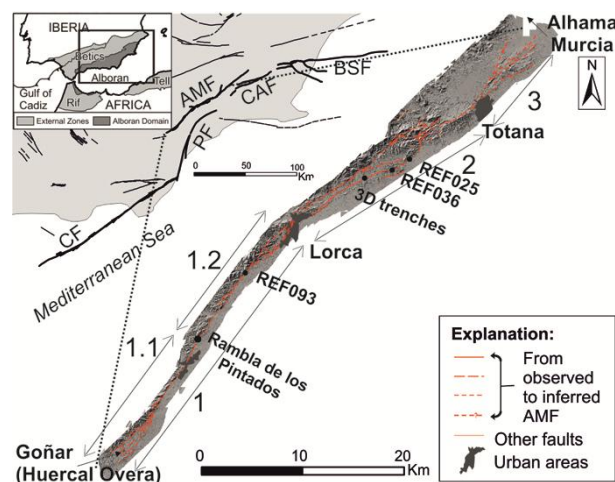 IBERIA
Betics
Alboran
Gulf of
Cadiz
Rif
AFRICA
Tell
External Zones
Alboran Domain
AMF
CAF
BSF
PF
CF
Mediterranean Sea
0 50 100
Km
Alhama
Murcia
N
3
Totana
2
REF025
REF036
3D trenches
Lorca
1.2
REF093
1.1
Rambla de los
Pintados
1
Goñar
(Huercal Overa)
0 10 20
Km
Explanation:
From
observed
to inferred
AMF
Other faults
Urban areas